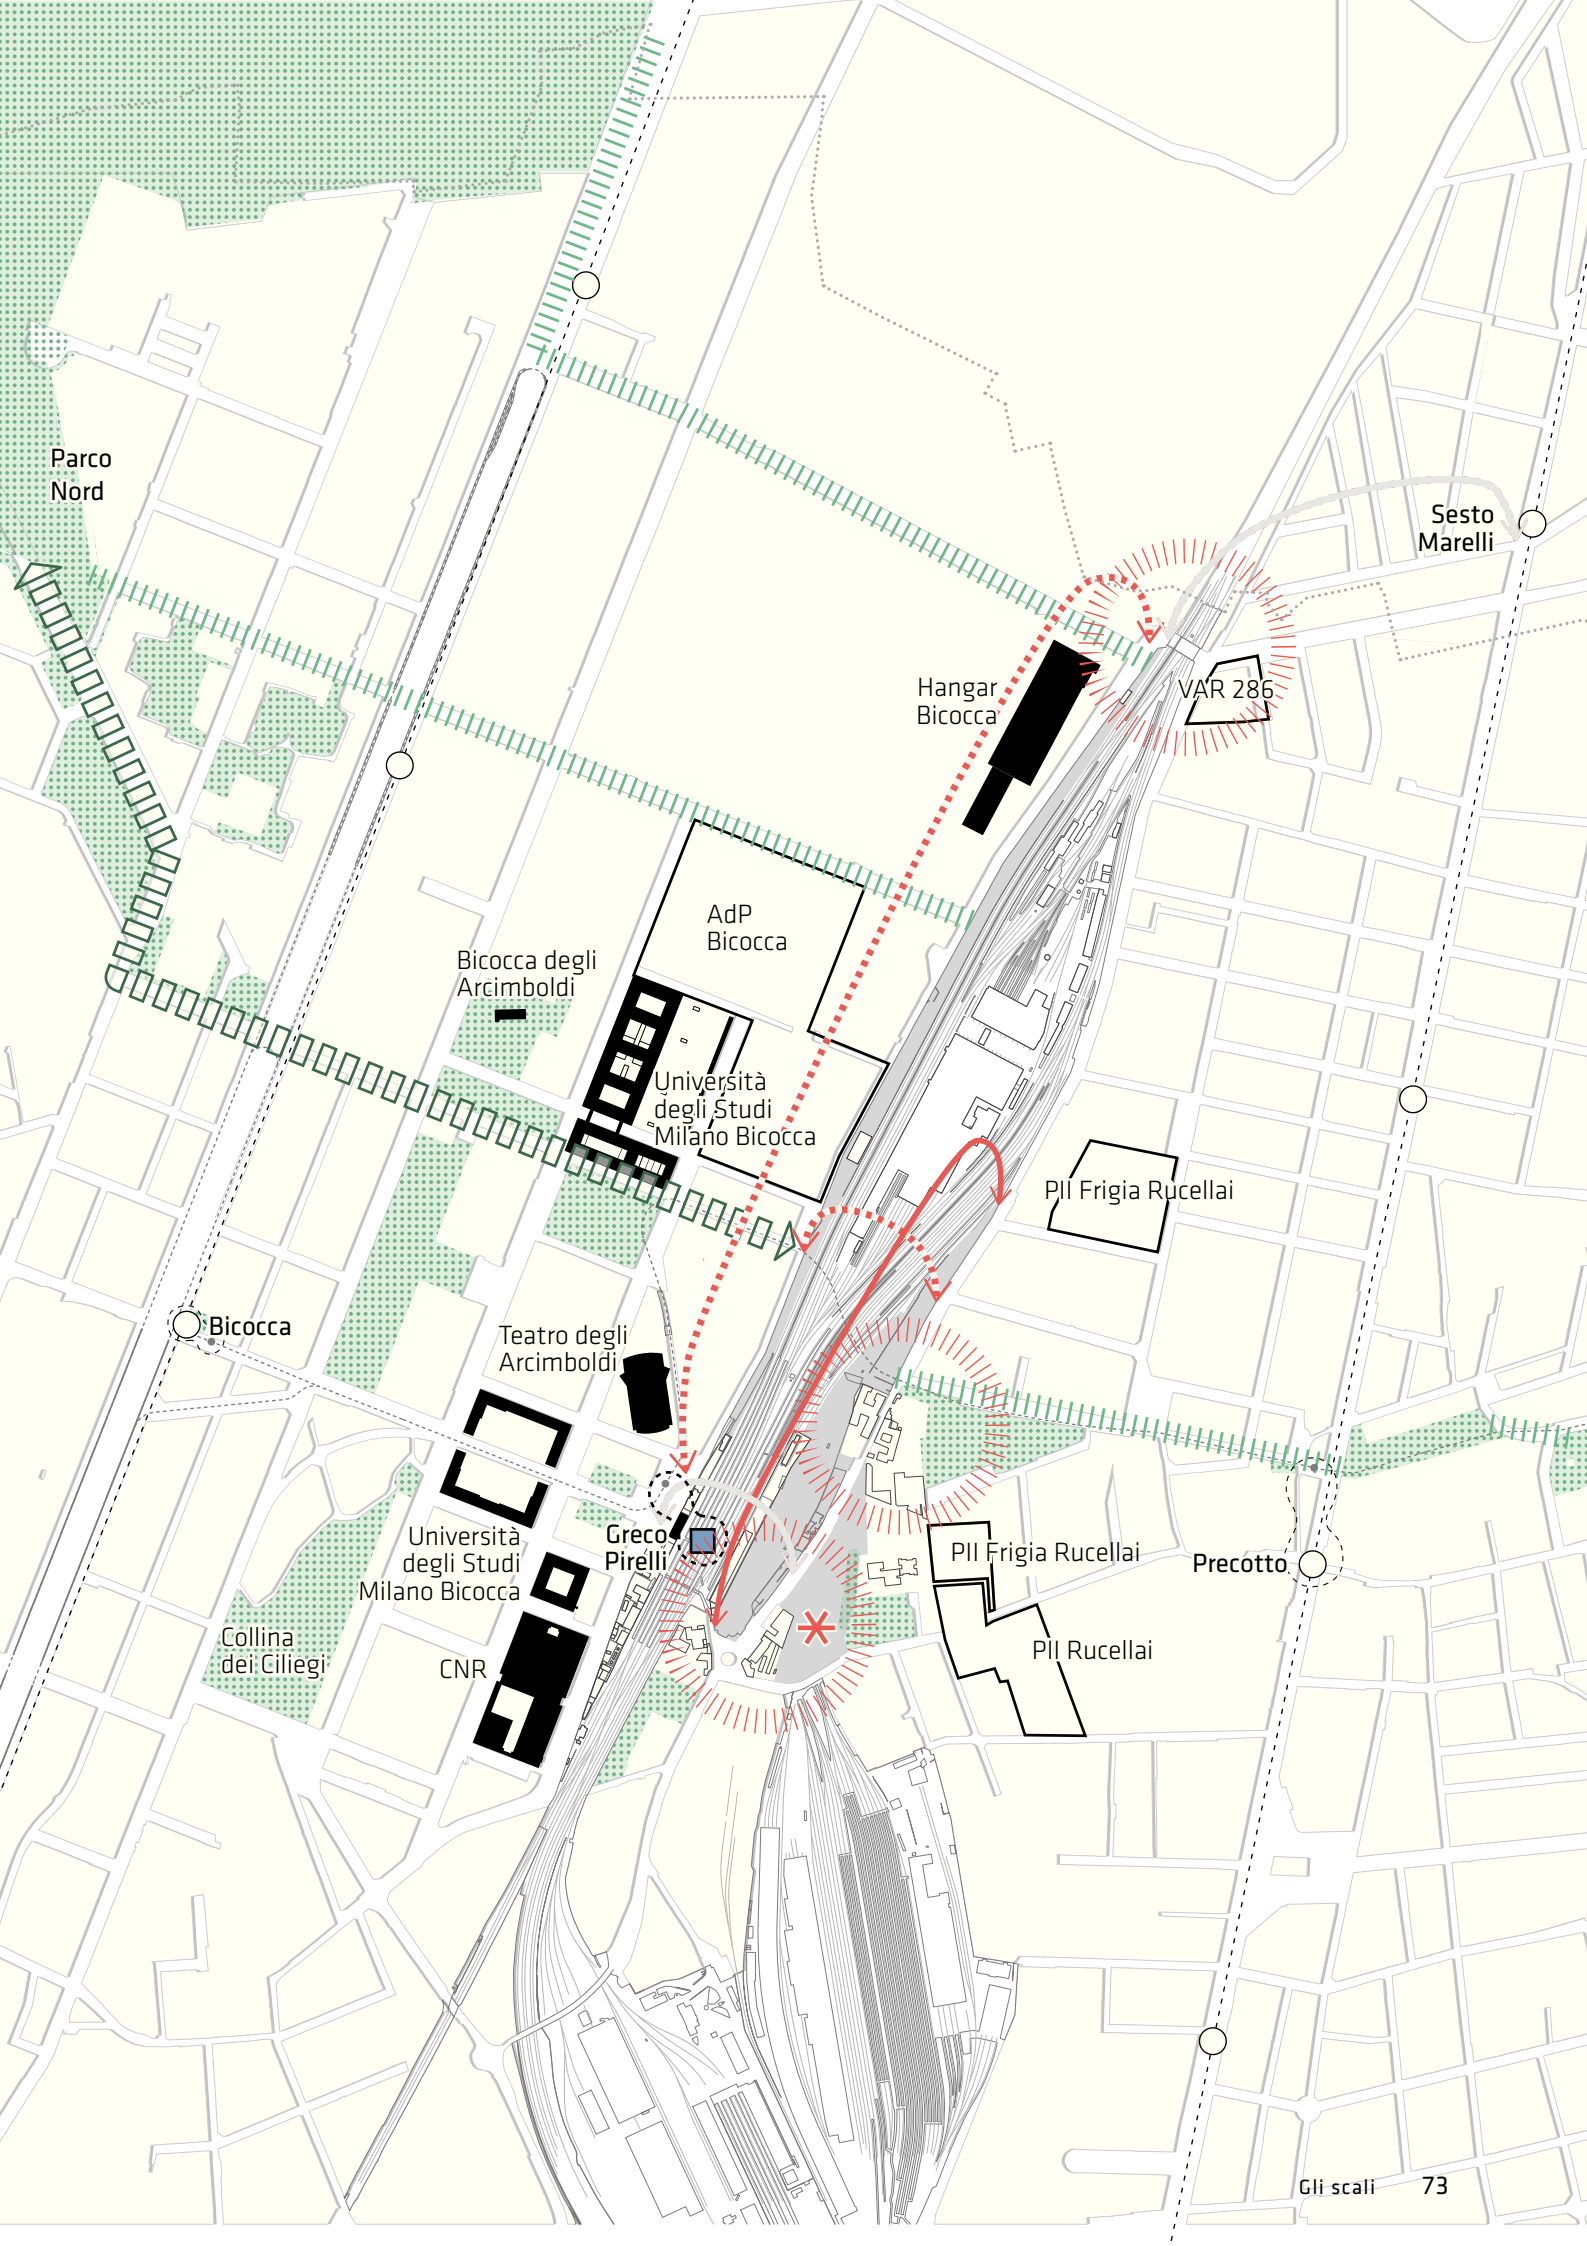 Parco
Nord
Sesto
Marelli
Hangar
Bicocca
VAR 286
AdP
Bicocca
Bicocca degli
Arcimboldi
Università
degli Studi
Milano Bicocca
PII Frigia Rucellai
Bicocca
Teatro degli
Arcimboldi
Università
degli Studi
Milano Bicocca
Greco
Pirelli
PII Frigia Rucellai
Precotto
Collina
dei Ciliegi
CNR
PII Rucellai
Gli scali 73